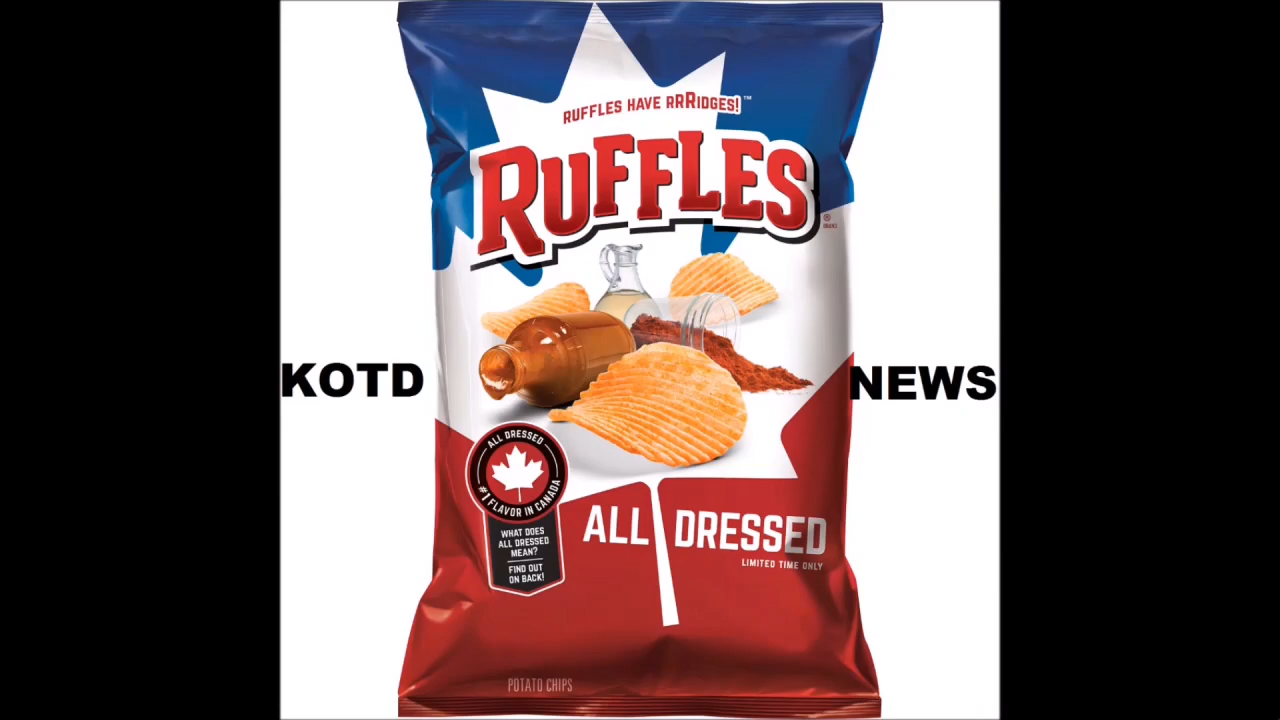 RUFFLES HAVE RRRIDGES!™
RUFFLES
®
KOTD
NEWS
ALL DRESSED
#1 FLAVOR IN CANADA
WHAT DOES
ALL DRESSED
MEAN?
FIND OUT
ON BACK!
ALL DRESSED
LIMITED TIME ONLY
POTATO CHIPS